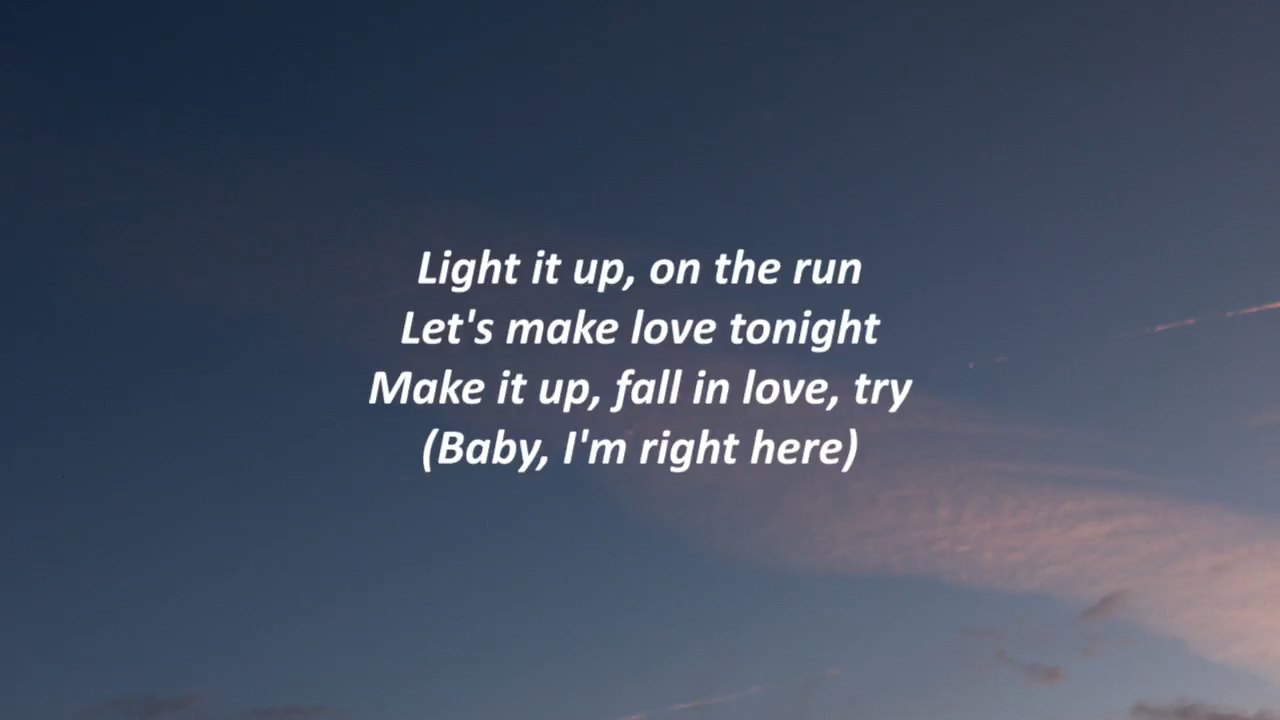 Light it up, on the run
Let's make love tonight
Make it up, fall in love, try
(Baby, I'm right here)